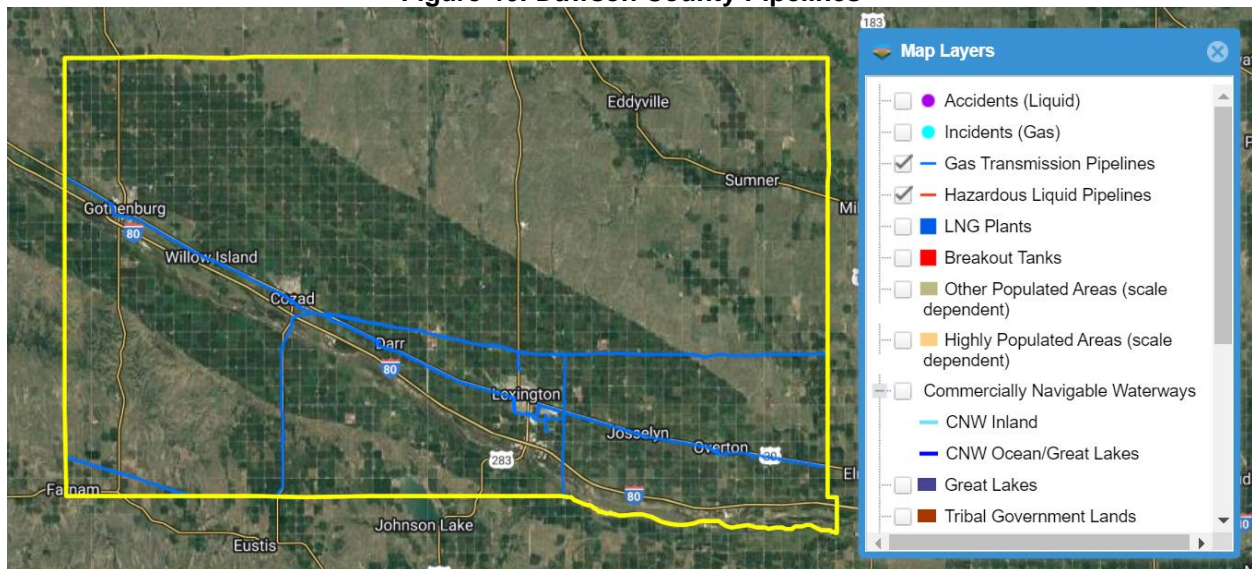 Figure Dawson County Pipelines
183
Eddyville
Sumner
Mi
Gothenburg
80
Willow Island
Cozad
Darr
80
Lexington
Josselyn
Overton
30
El
283
80
Farnam
Johnson Lake
Eustis
Map Layers
Accidents (Liquid)
Incidents (Gas)
Gas Transmission Pipelines
Hazardous Liquid Pipelines
LNG Plants
Breakout Tanks
Other Populated Areas (scale
dependent)
Highly Populated Areas (scale
dependent)
Commercially Navigable Waterways
CNW Inland
CNW Ocean/Great Lakes
Great Lakes
Tribal Government Lands